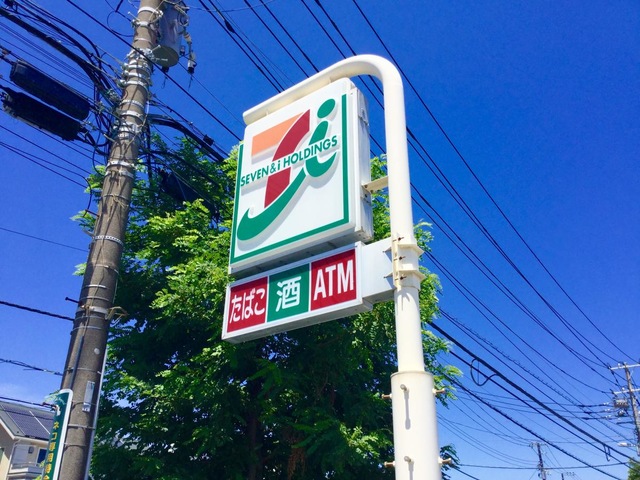 SEVEN&i HOLDINGS
たばこ 酒 ATM